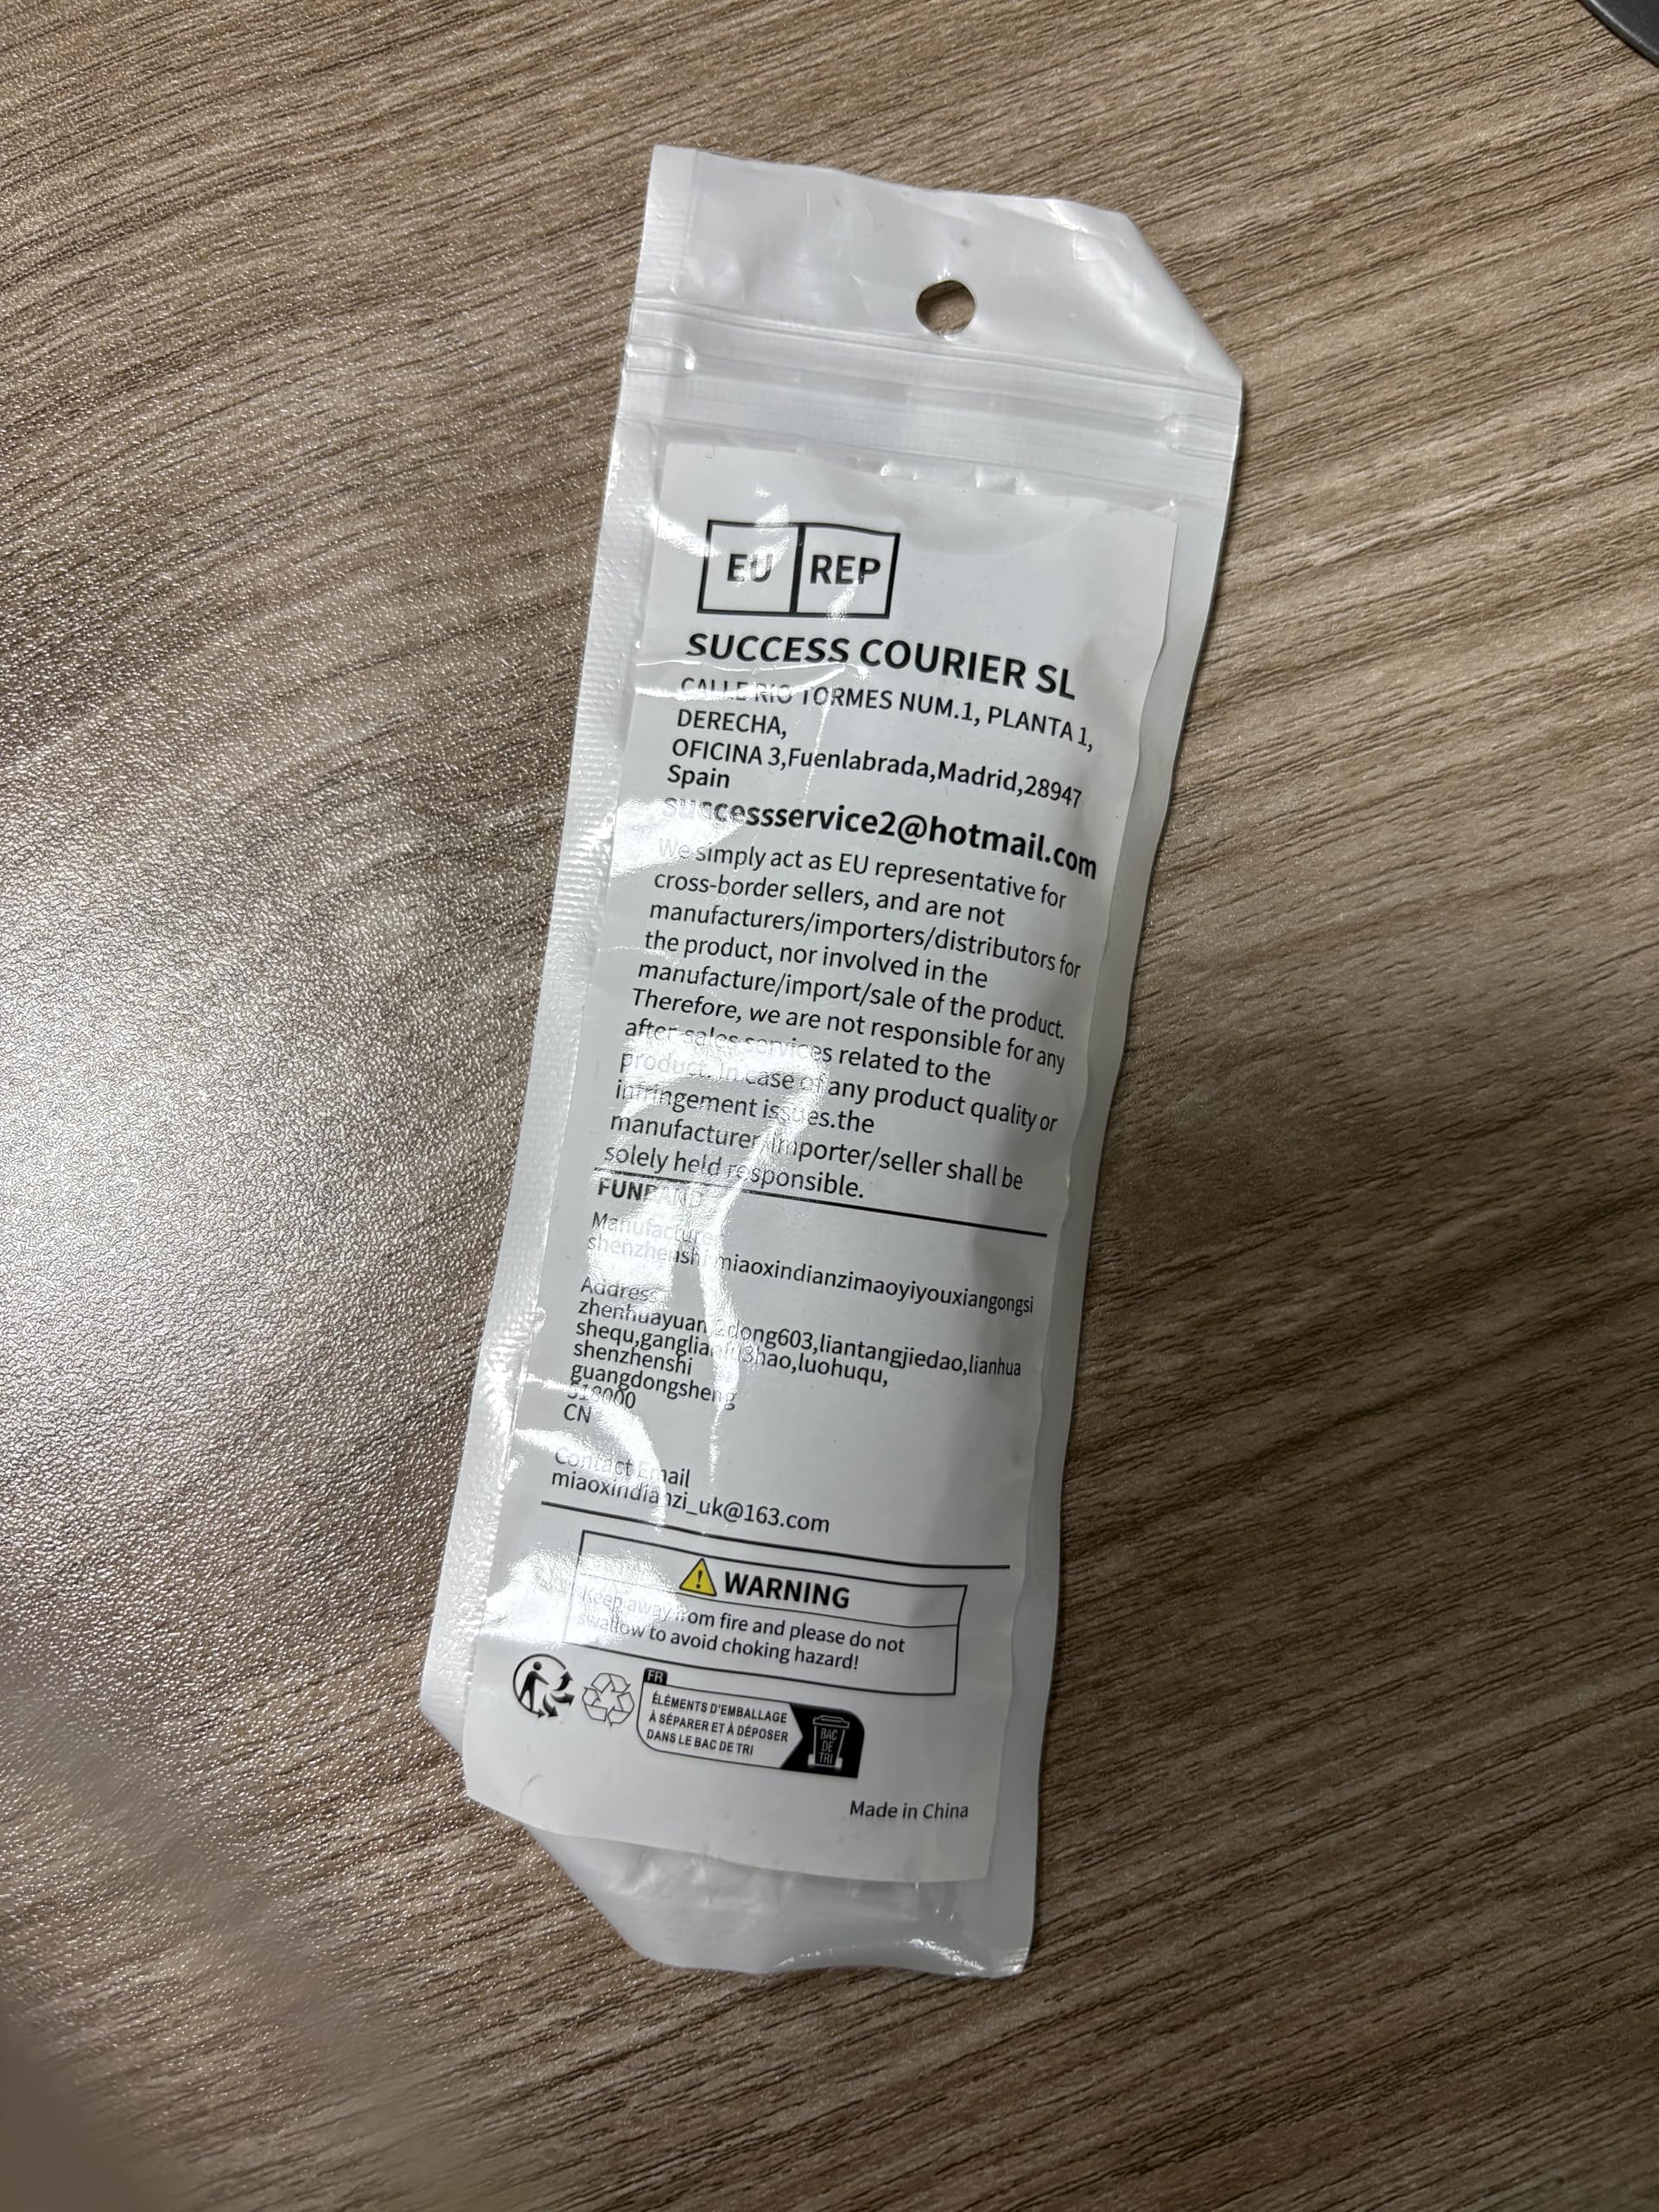 EU REP
SUCCESS COURIER SL
CALLE RIO TORMES NUM.1, PLANTA 1,
DERECHA,
OFICINA 3,Fuenlabrada,Madrid,28947
Spain
successservice2@hotmail.com
We simply act as EU representative for
cross-border sellers, and are not
manufacturers/importers/distributors for
the product, nor involved in the
manufacture/import/sale of the product.
Therefore, we are not responsible for any
after-sales services related to the
product. In case of any product quality or
infringement issues.the
manufacturer/importer/seller shall be
solely held responsible.
Manufacturer
shenzhenshi miaoxindianzimaoyiyouxiangongsi
Address
liantangjiedao,lianhua
luohuqu,
shenzhenshi
guangdongsheng
518000
CN
Contact Email
miaoxindianzi_uk@163.com
WARNING
Keep away from fire and please do not
swallow to avoid choking hazard!
FR
ÉLÉMENTS D'EMBALLAGE
À SÉPARER ET À DÉPOSER
DANS LE BAC DE TRI
BAC
DE
TRI
Made in China